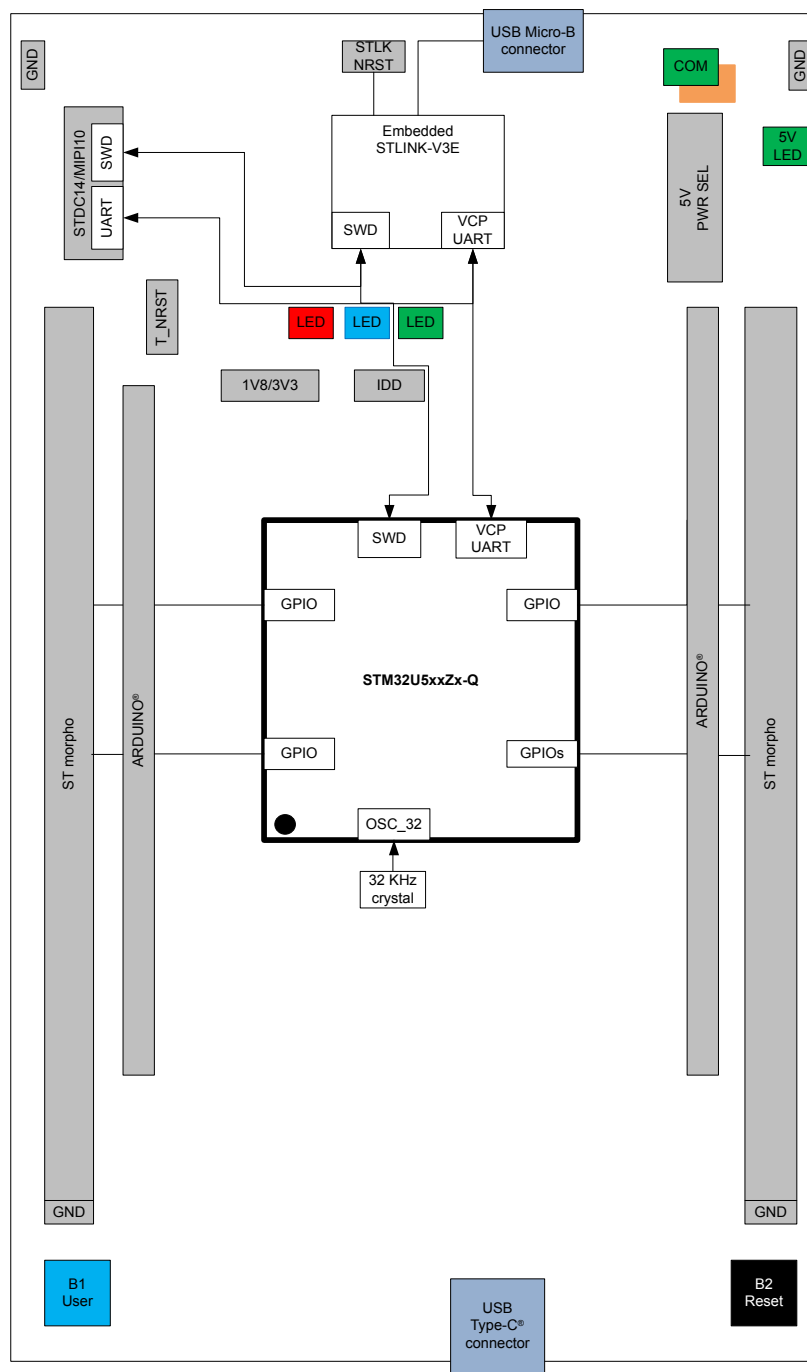 USB Micro-B
connector
GND
STLK
NRST
COM
GND
STDC14/MIPI10
SWD
UART
Embedded
STLINK-V3E
SWD
VCP
UART
5V
PWR SEL
5V
LED
T_NRST
LED
LED
LED
1V8/3V3
IDD
SWD
VCP
UART
GPIO
GPIO
STM32U5xxZx-Q
ST morpho
ARDUINO®
ARDUINO®
ST morpho
GPIO
GPIOs
OSC_32
32 KHz
crystal
GND
GND
B1
User
USB
Type-C®
connector
B2
Reset